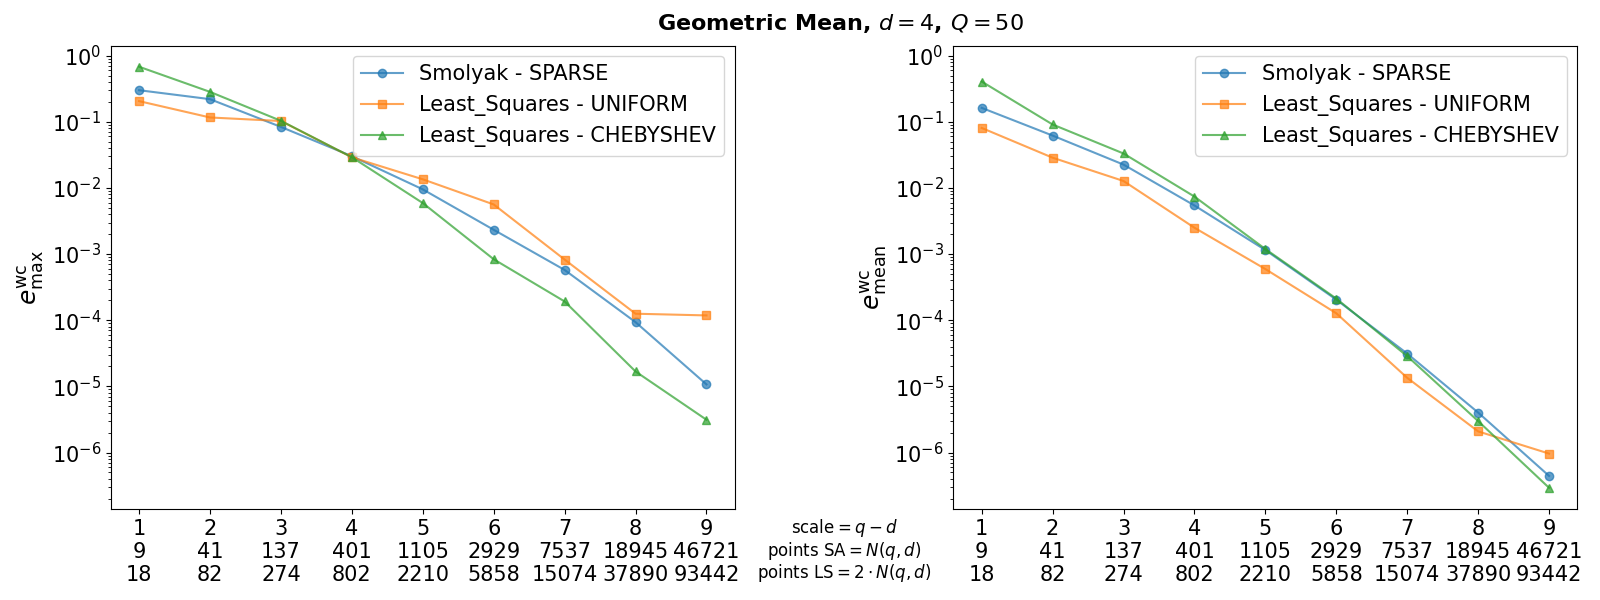 Geometric Mean, d = 4, Q = 50
10^0
10^-1
10^-2
10^-3
10^-4
10^-5
10^-6
e_max^wc
Smolyak - SPARSE
Least_Squares - UNIFORM
Least_Squares - CHEBYSHEV
1 2 3 4 5 6 7 8 9
9 41 137 401 1105 2929 7537 18945 46721
18 82 274 802 2210 5858 15074 37890 93442
scale = q − d
points SA = N(q, d)
points LS = 2 · N(q, d)
10^0
10^-1
10^-2
10^-3
10^-4
10^-5
10^-6
e_mean^wc
Smolyak - SPARSE
Least_Squares - UNIFORM
Least_Squares - CHEBYSHEV
1 2 3 4 5 6 7 8 9
9 41 137 401 1105 2929 7537 18945 46721
18 82 274 802 2210 5858 15074 37890 93442